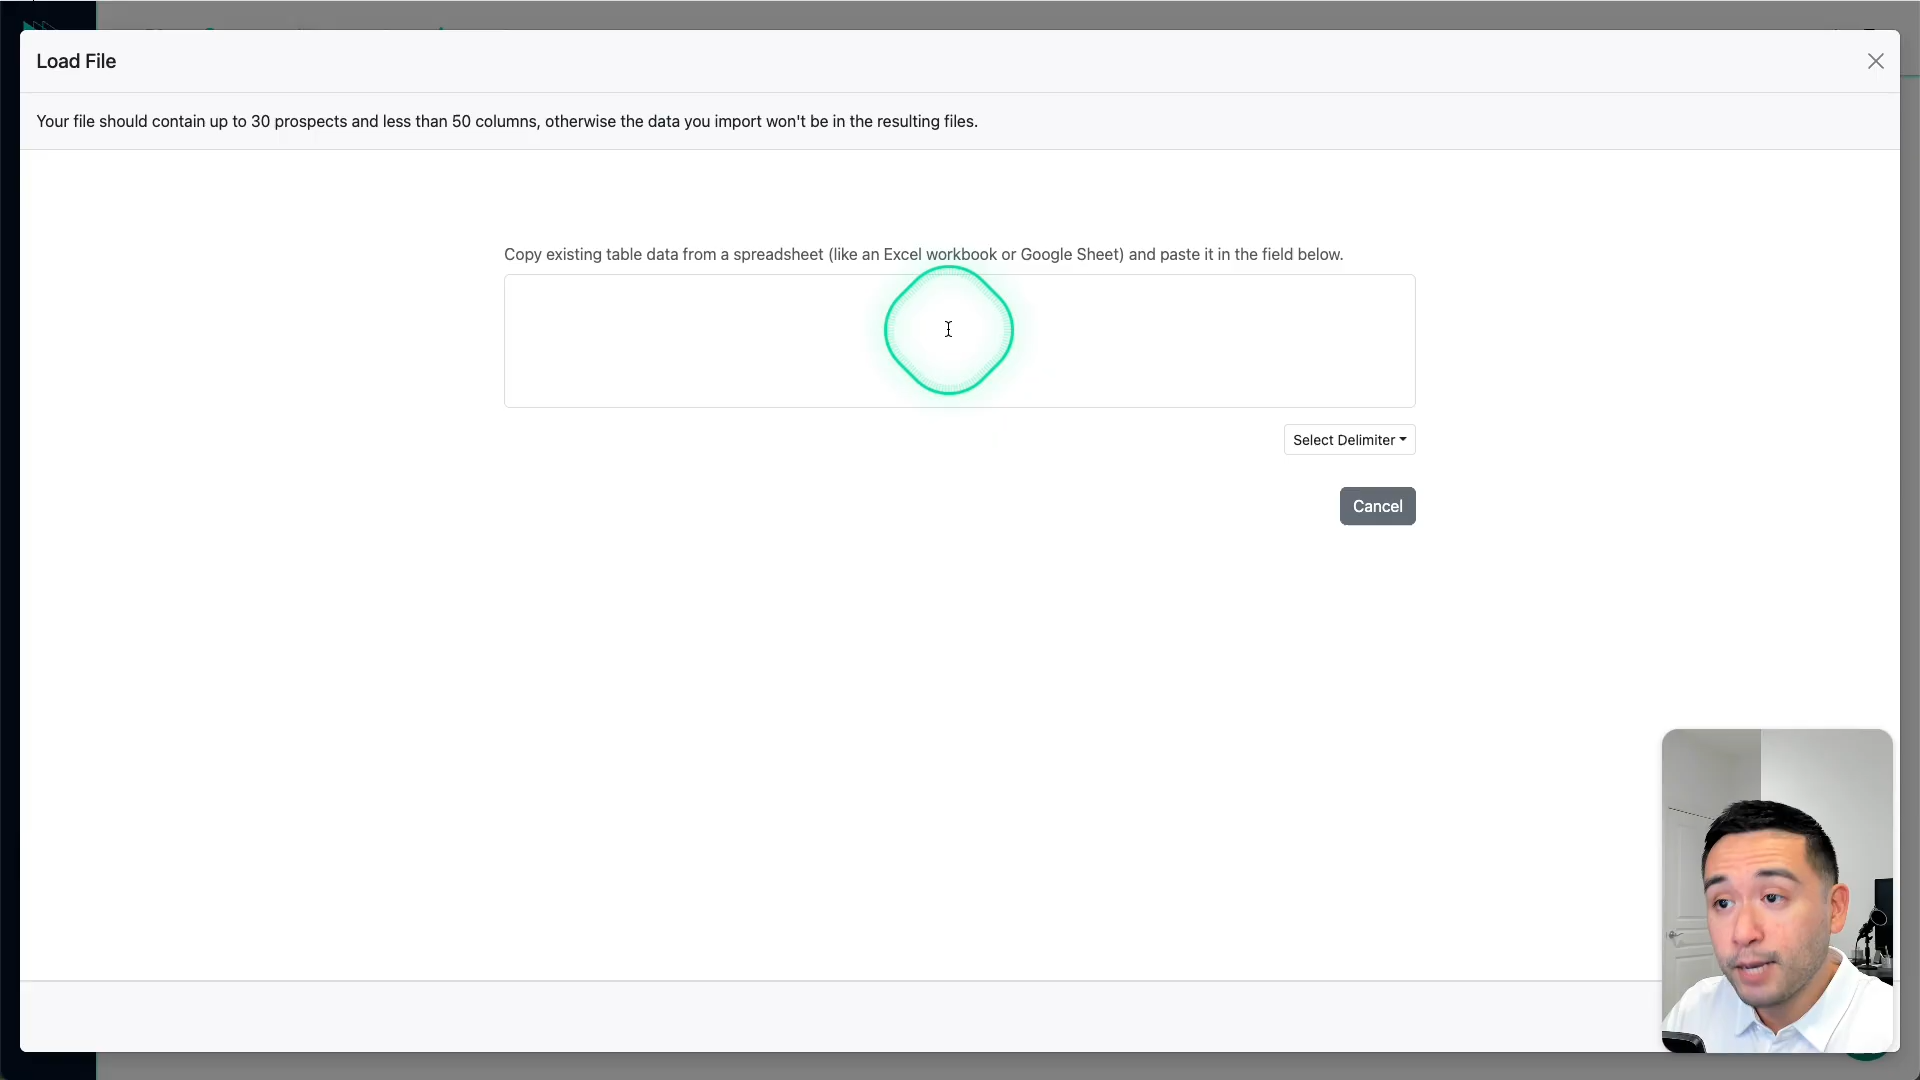 Load File
Your file should contain up to 30 prospects and less than 50 columns, otherwise the data you import won't be in the resulting files.
Copy existing table data from a spreadsheet (like an Excel workbook or Google Sheet) and paste it in the field below.
Select Delimiter
Cancel